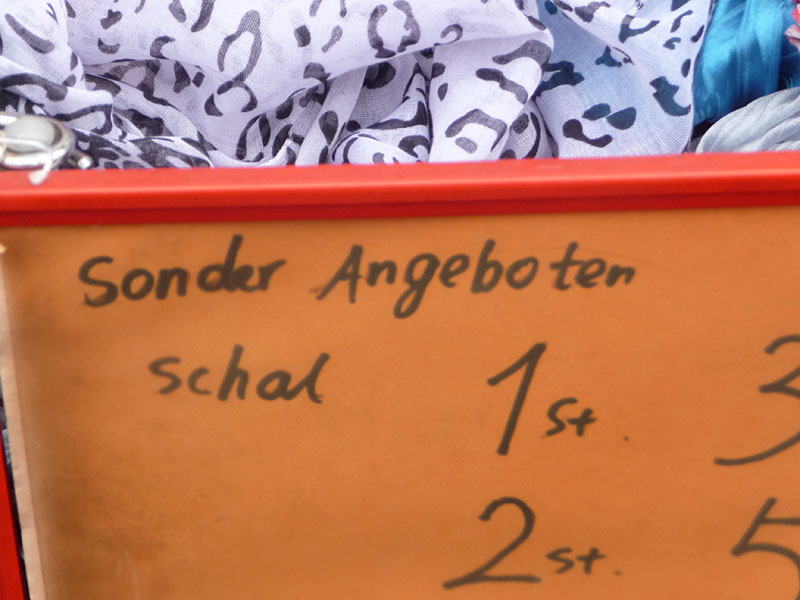 Sonder Angeboten
Schal 1 St. 3
2 St. 5